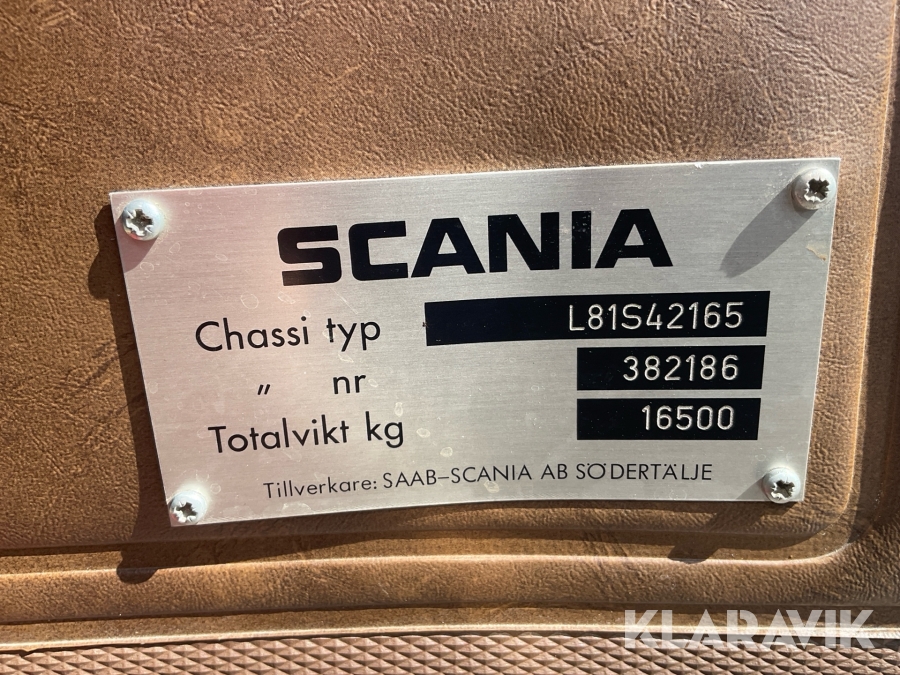 SCANIA
Chassi typ L81S42165
„ nr 382186
Totalvikt kg 16500
Tillverkare: SAAB-SCANIA AB SÖDERTÄLJE
KLARAVIK